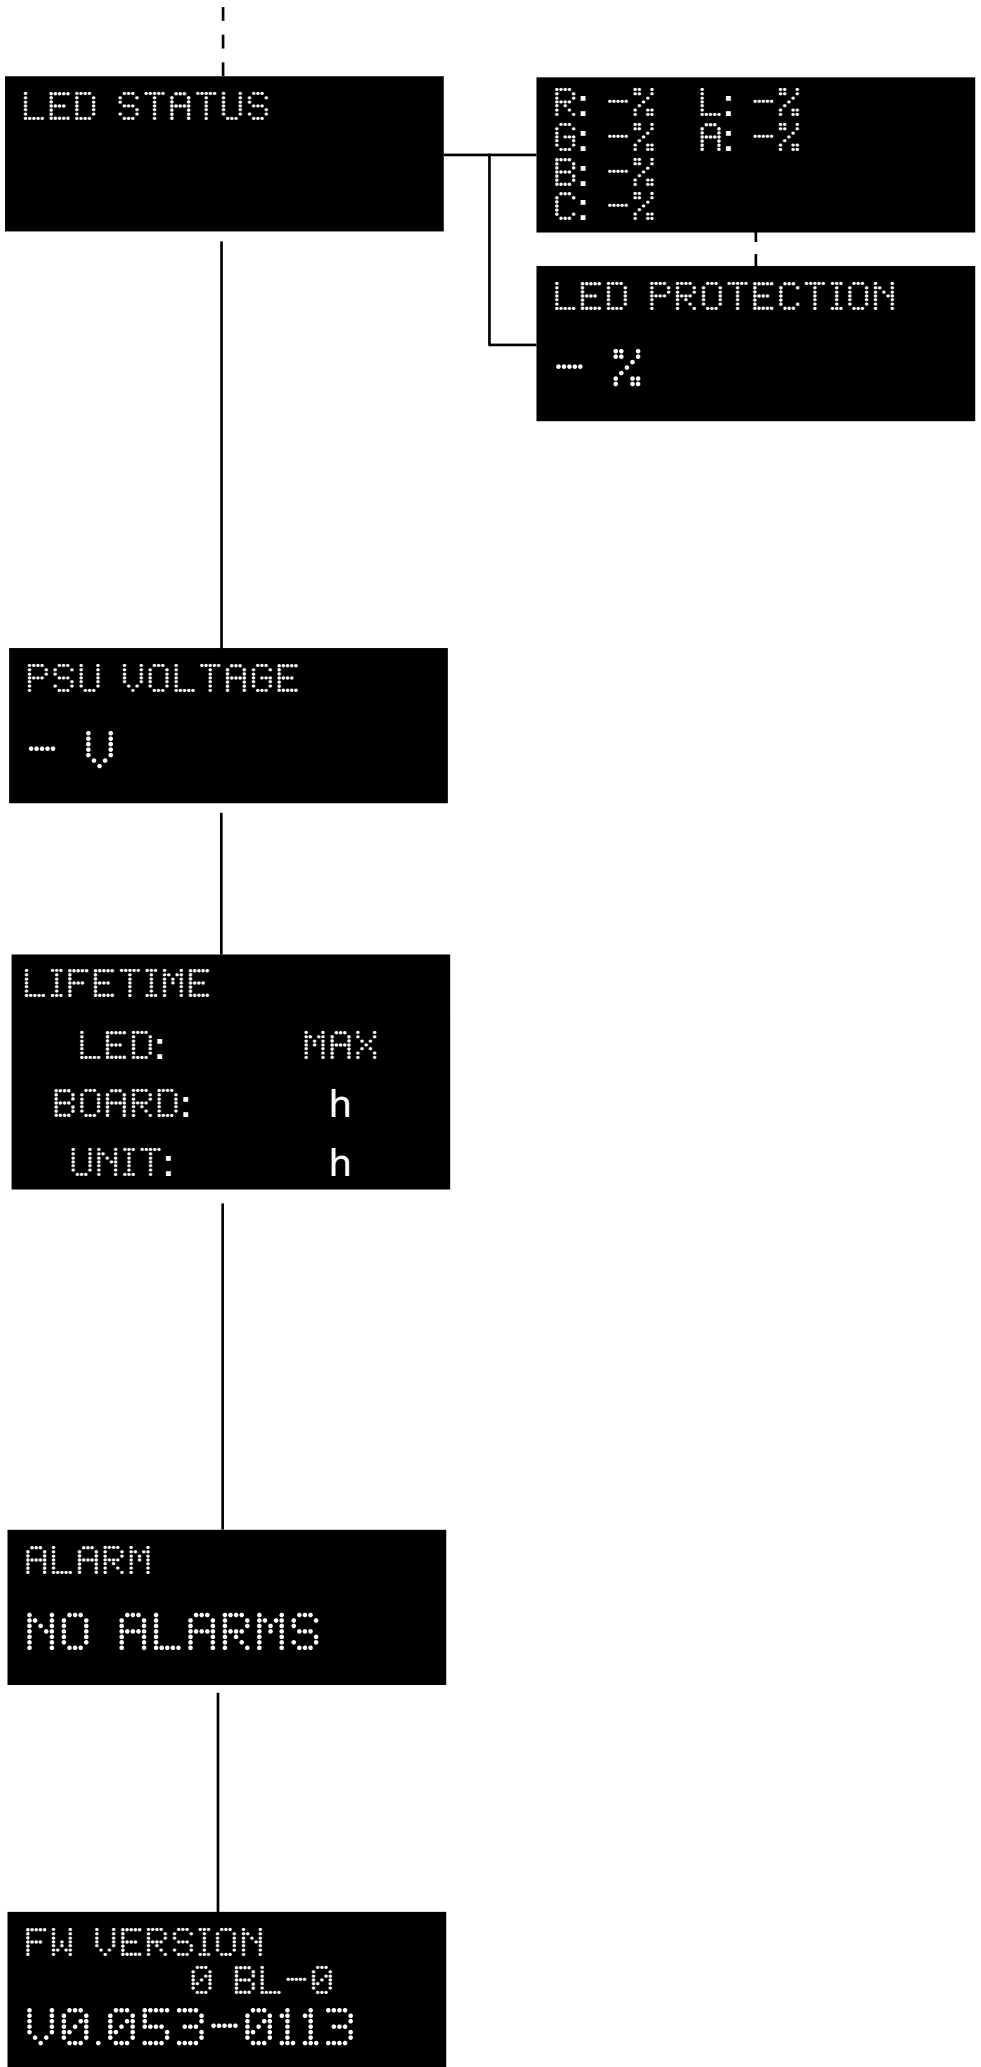 LED STATUS
R: -% L: -%
G: -% A: -%
B: -%
C: -%
LED PROTECTION
- %
PSU VOLTAGE
- V
LIFETIME
LED: MAX
BOARD: h
UNIT: h
ALARM
NO ALARMS
FW VERSION
0 BL-0
V0.053-0113